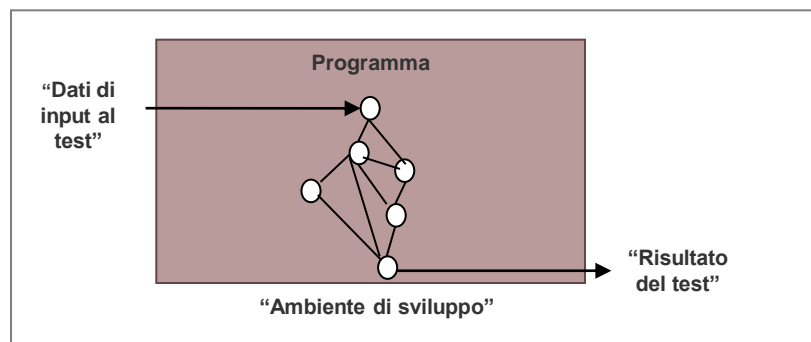 Programma
“Dati di
input al
test”
“Risultato
del test”
“Ambiente di sviluppo”